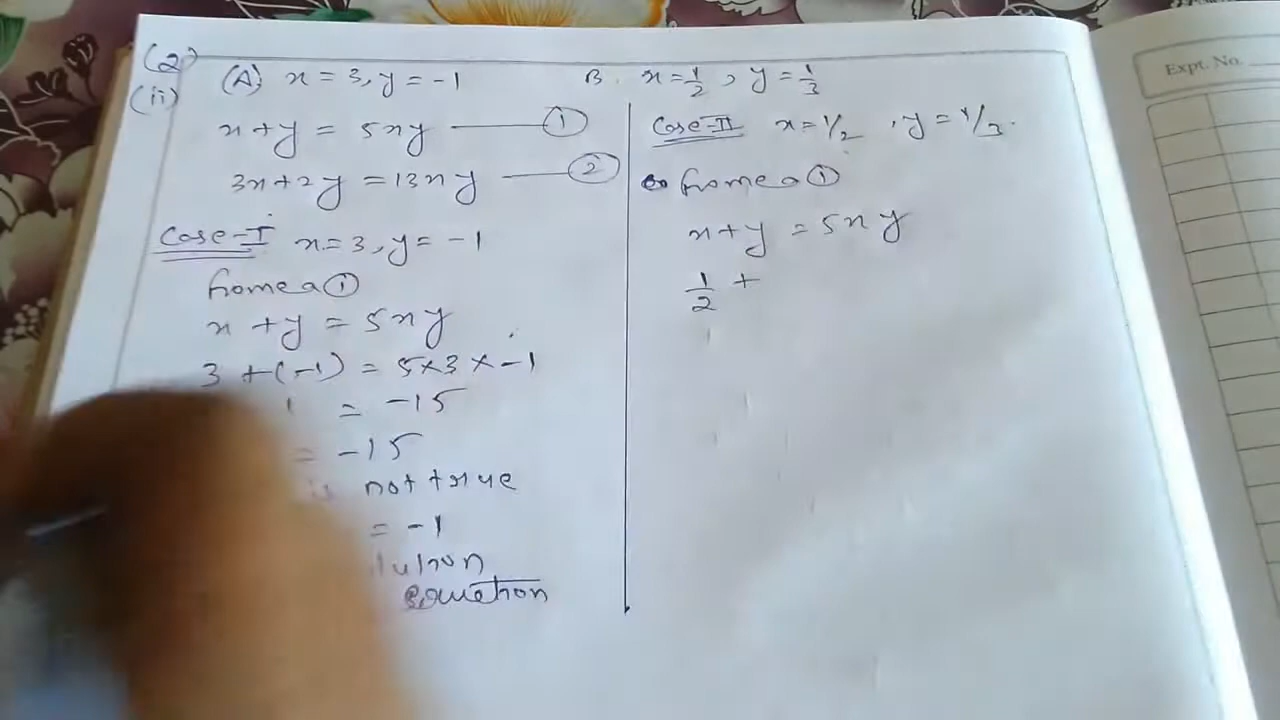 (2)
(ii) (A) x = 3, y = -1 B. x = 1/2, y = 1/3
x + y = 5xy ——— ①
3x + 2y = 13xy ——— ②
Case-I x = 3, y = -1
from eq ①
x + y = 5xy
3 + (-1) = 5 × 3 × -1
1 = -15
= -15
is not true
= -1
equation
Case-II x = 1/2, y = 1/3.
from eq ①
x + y = 5xy
1/2 +
Expt. No.